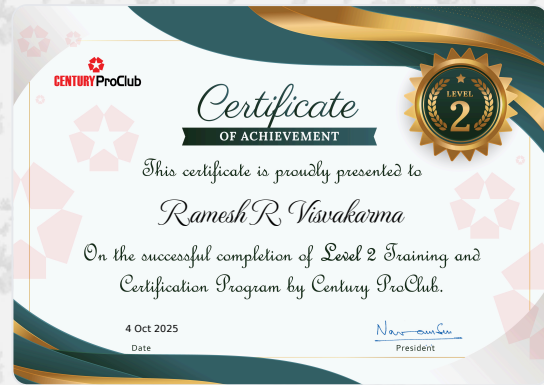 CENTURY ProClub
LEVEL
2
Certificate
OF ACHIEVEMENT
This certificate is proudly presented to
Ramesh R Visvakarma
On the successful completion of Level 2 Training and
Certification Program by Century ProClub.
4 Oct 2025
Date
President